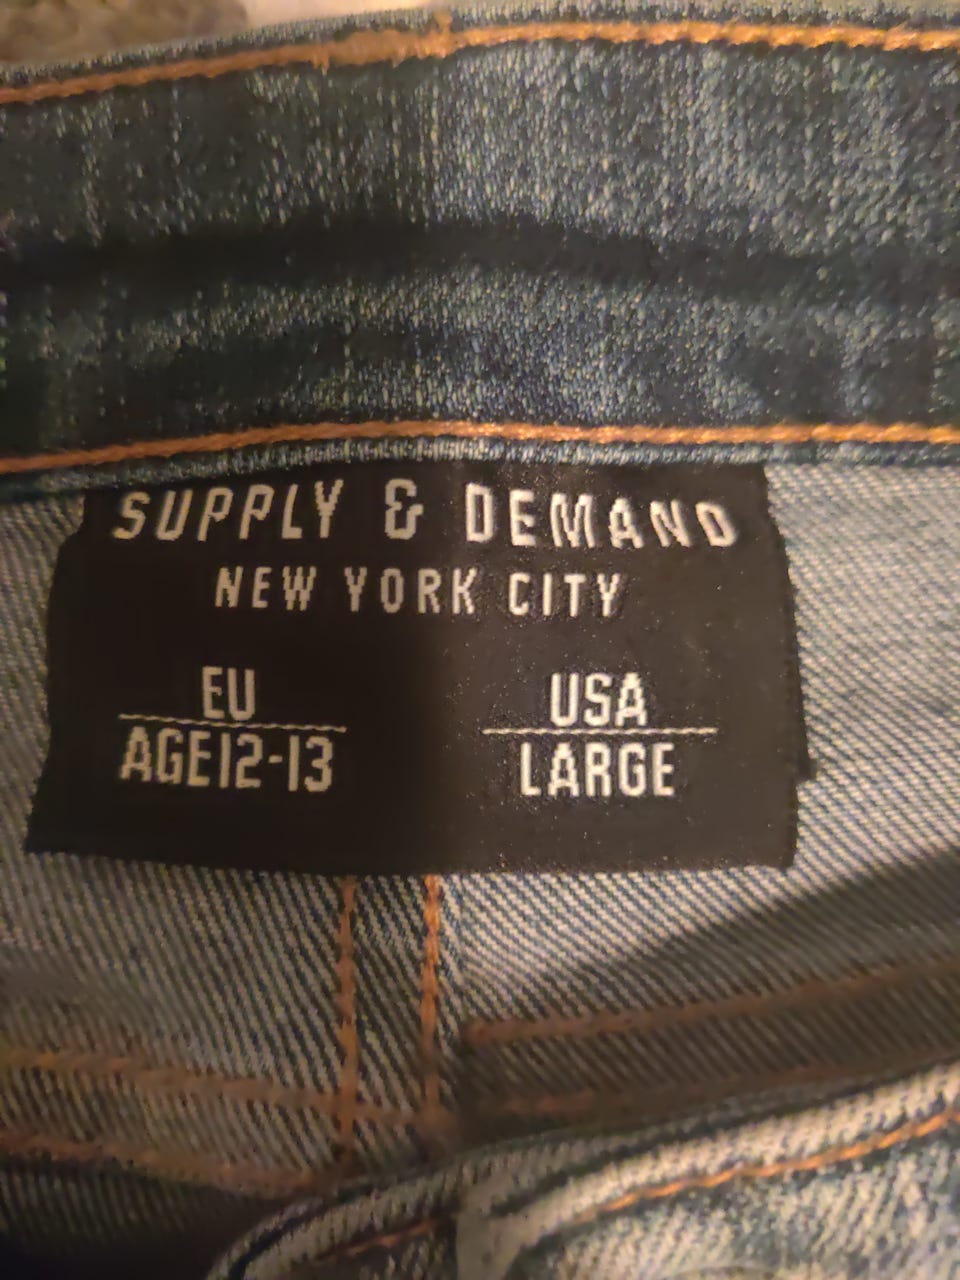 SUPPLY & DEMAND
NEW YORK CITY
EU USA
AGE12-13 LARGE